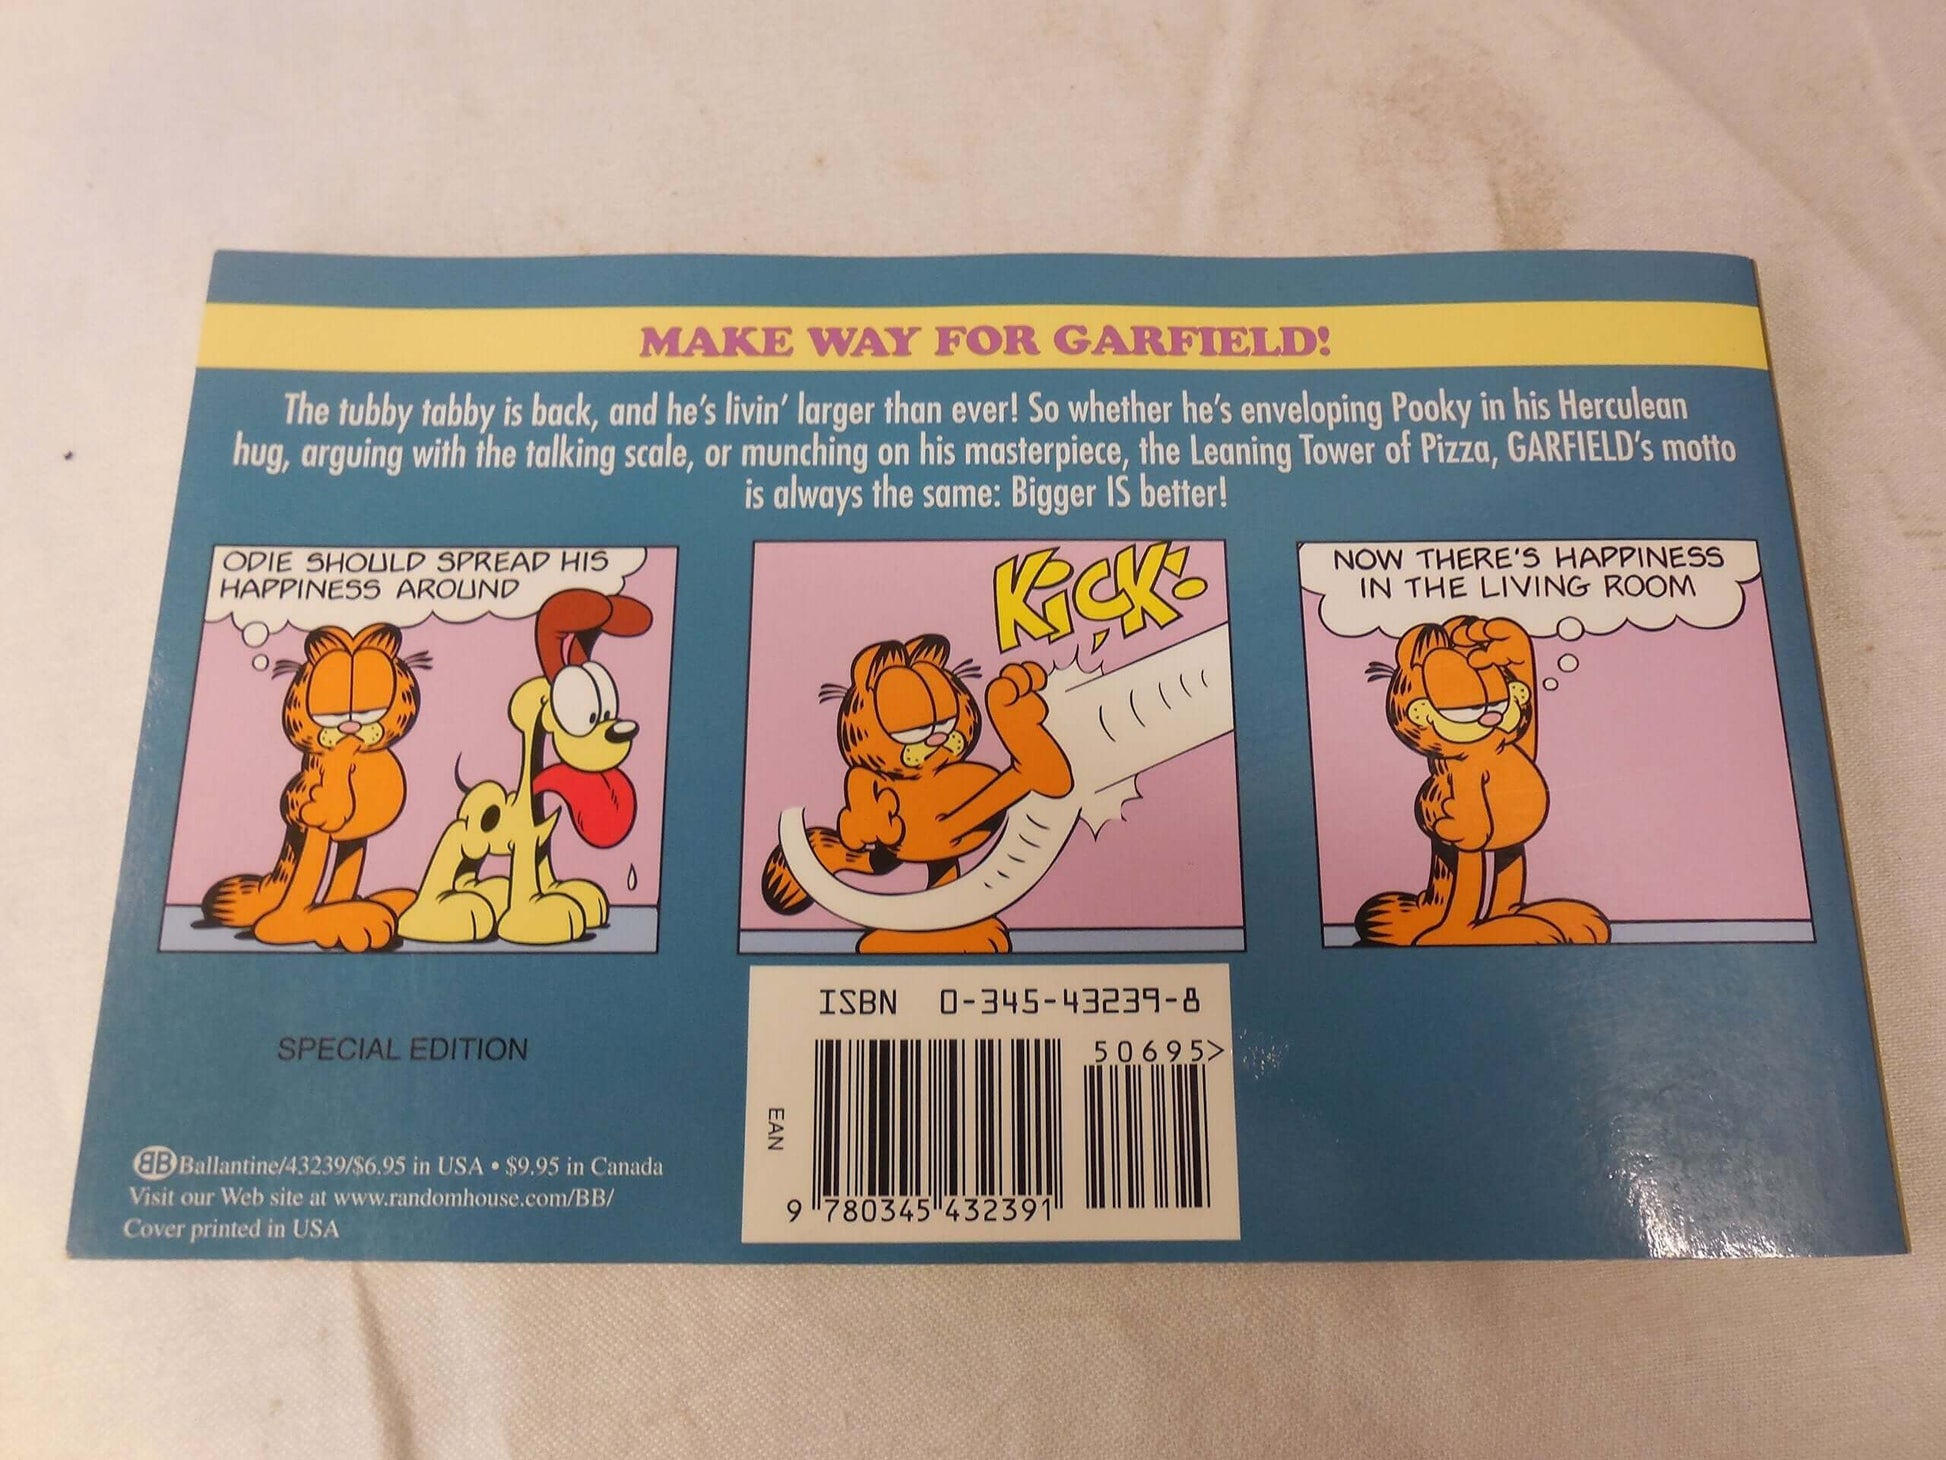 MAKE WAY FOR GARFIELD!
The tubby tabby is back, and he's livin' larger than ever! So whether he's enveloping Pooky in his Herculean
hug, arguing with the talking scale, or munching on his masterpiece, the Leaning Tower of Pizza, GARFIELD's motto
is always the same: Bigger IS better!
ODIE SHOULD SPREAD HIS
HAPPINESS AROUND
KICK!
NOW THERE'S HAPPINESS
IN THE LIVING ROOM
SPECIAL EDITION
BB Ballantine/43239/$6.95 in USA • $9.95 in Canada
Visit our Web site at www.randomhouse.com/BB/
Cover printed in USA
ISBN 0-345-43239-8
50695>
EAN
9 780345 432391